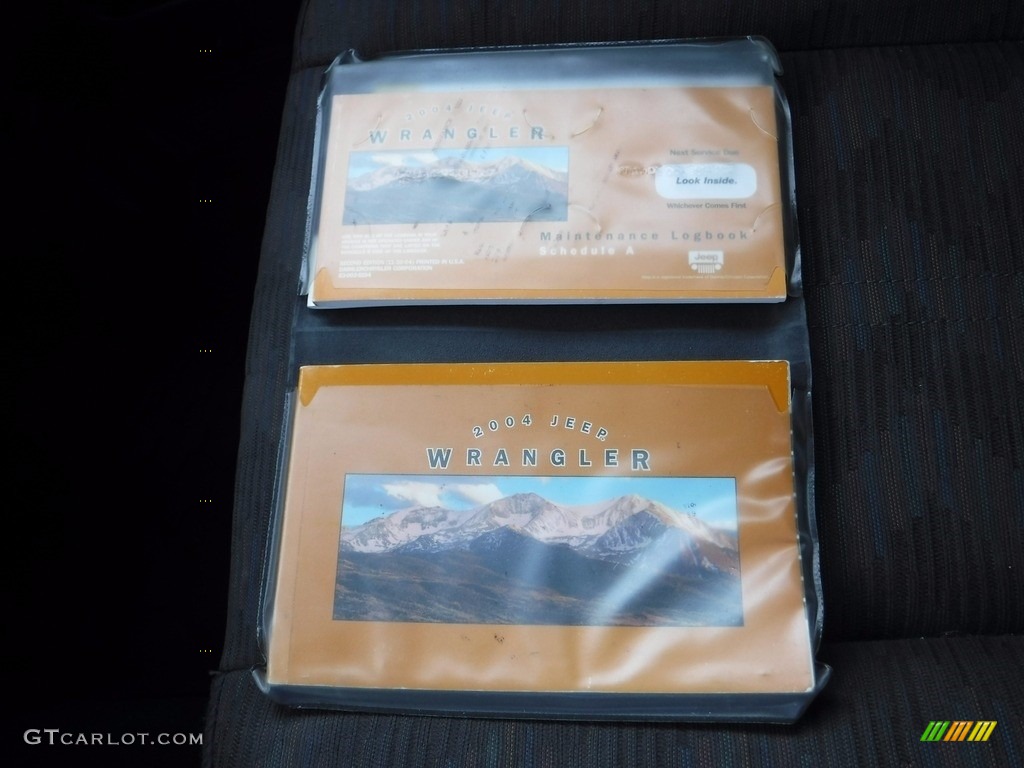 2004 JEEP
WRANGLER
Next Service Due
Look Inside.
Whichever Comes First
Maintenance Logbook
Schedule A
Jeep
2004 JEEP
WRANGLER
GTCARLOT.COM